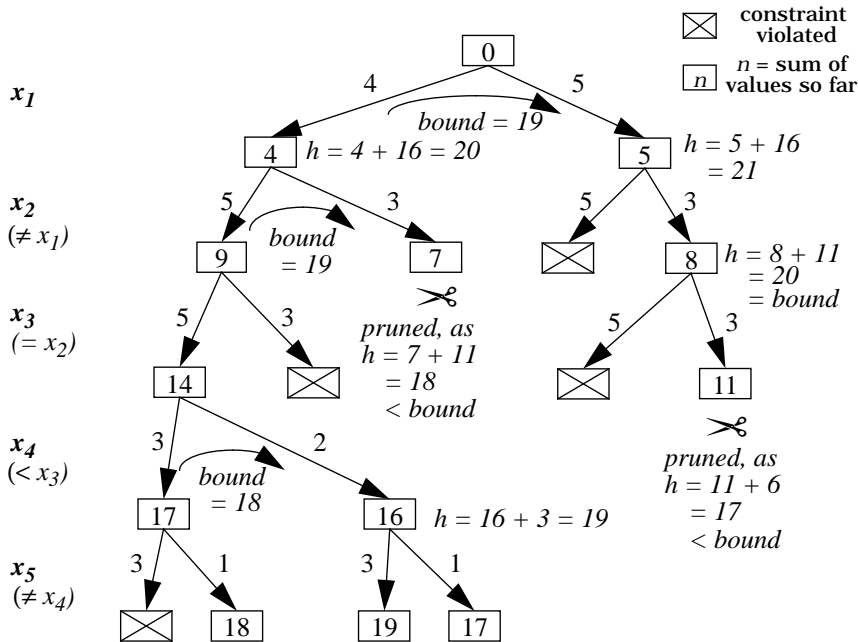 constraint
violated
0
n
n = sum of
values so far
4
5
x1
bound = 19
4
h = 4 + 16 = 20
5
h = 5 + 16
= 21
x2
(≠ x1)
5
3
5
3
bound
= 19
9
7
8
h = 8 + 11
= 20
= bound
x3
(= x2)
5
3
pruned, as
h = 7 + 11
= 18
< bound
5
3
14
11
x4
(< x3)
3
2
bound
= 18
pruned, as
h = 11 + 6
= 17
< bound
17
16
h = 16 + 3 = 19
x5
(≠ x4)
3
1
3
1
18
19
17